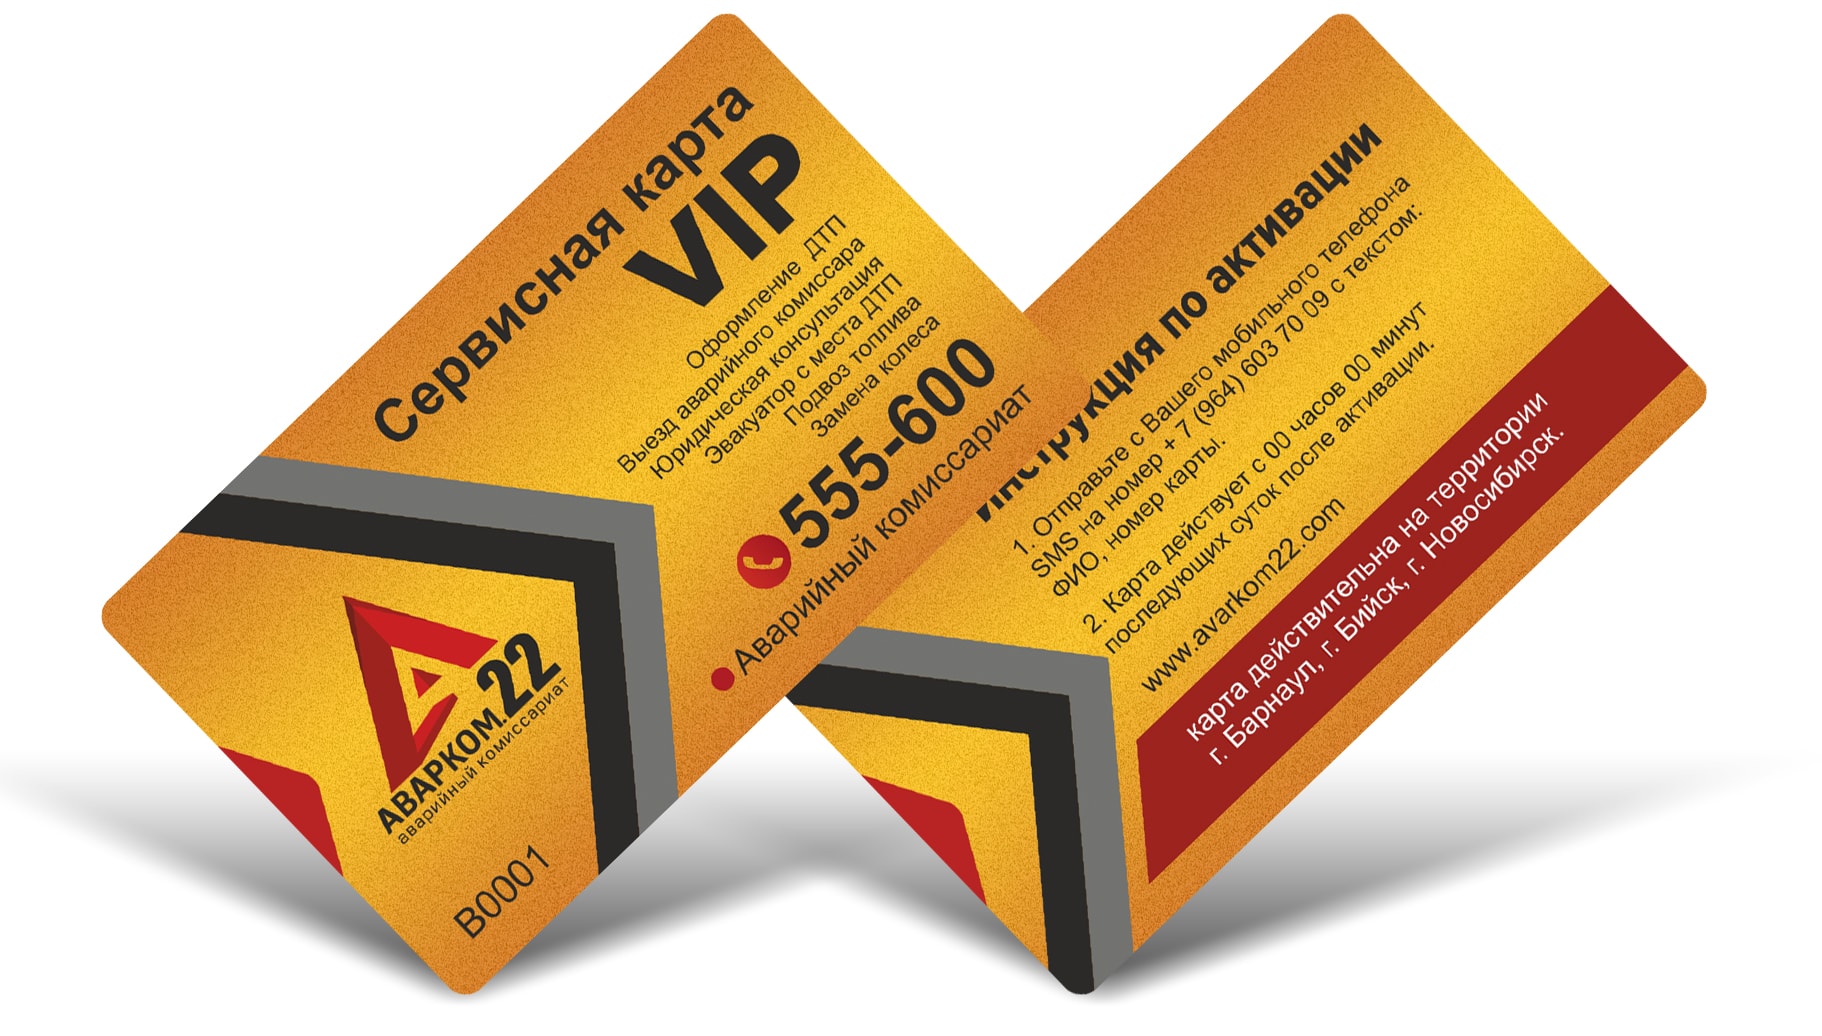 Сервисная карта
VIP
Оформление ДТП
Выезд аварийного комиссара
Юридическая консультация
Эвакуатор с места ДТП
Подвоз топлива
Замена колеса
555-600
Аварийный комиссариат
АВАРКОМ.22
аварийный комиссариат
B0001
Инструкция по активации
1. Отправьте с Вашего мобильного телефона
SMS на номер + 7 (964) 603 70 09 с текстом:
ФИО, номер карты.
2. Карта действует с 00 часов 00 минут
последующих суток после активации.
www.avarkom22.com
карта действительна на территории
г. Барнаул, г. Бийск, г. Новосибирск.